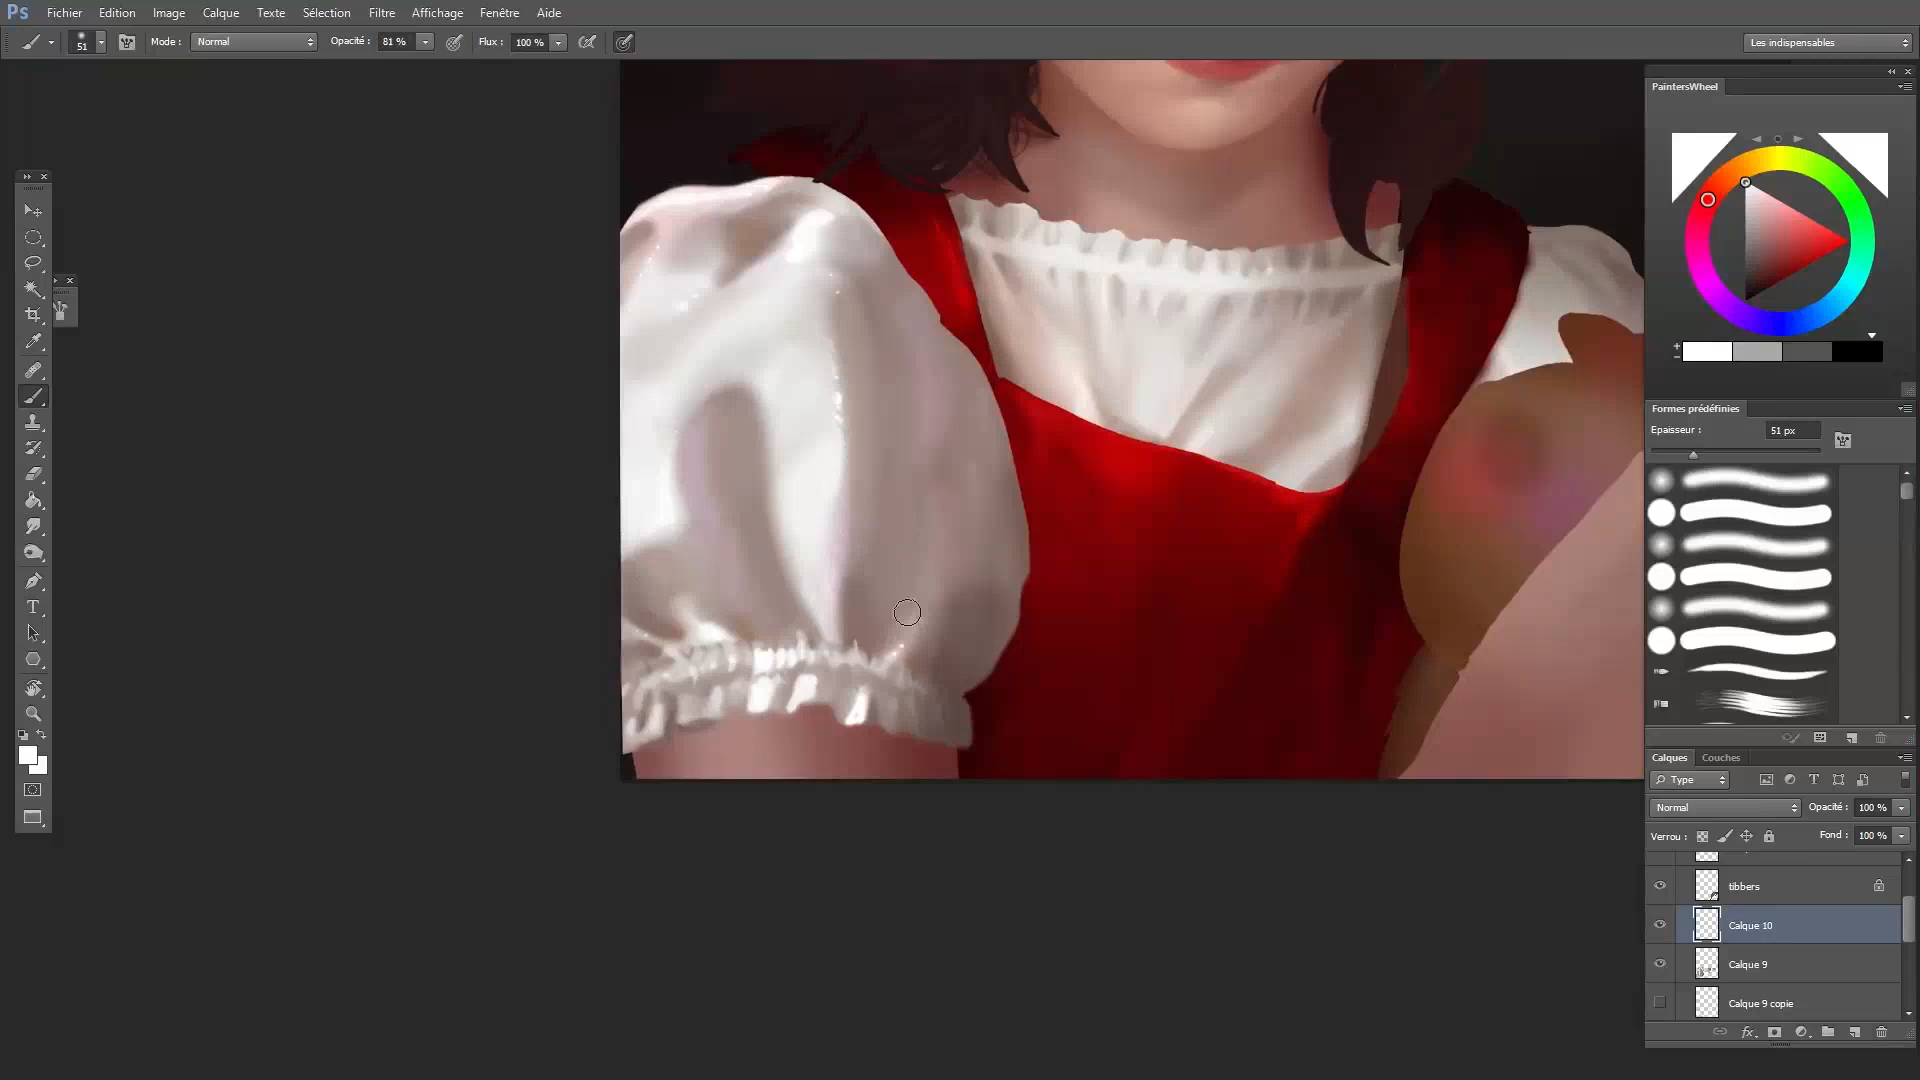 Ps Fichier Edition Image Calque Texte Sélection Filtre Affichage Fenêtre Aide
51 Mode : Normal Opacité : 81 % Flux : 100 % Les indispensables
PaintersWheel
Formes prédéfinies
Epaisseur : 51 px
Calques Couches
Type T
Normal Opacité : 100 %
Verrou : Fond : 100 %
tibbers
Calque 10
Calque 9
Calque 9 copie
fx